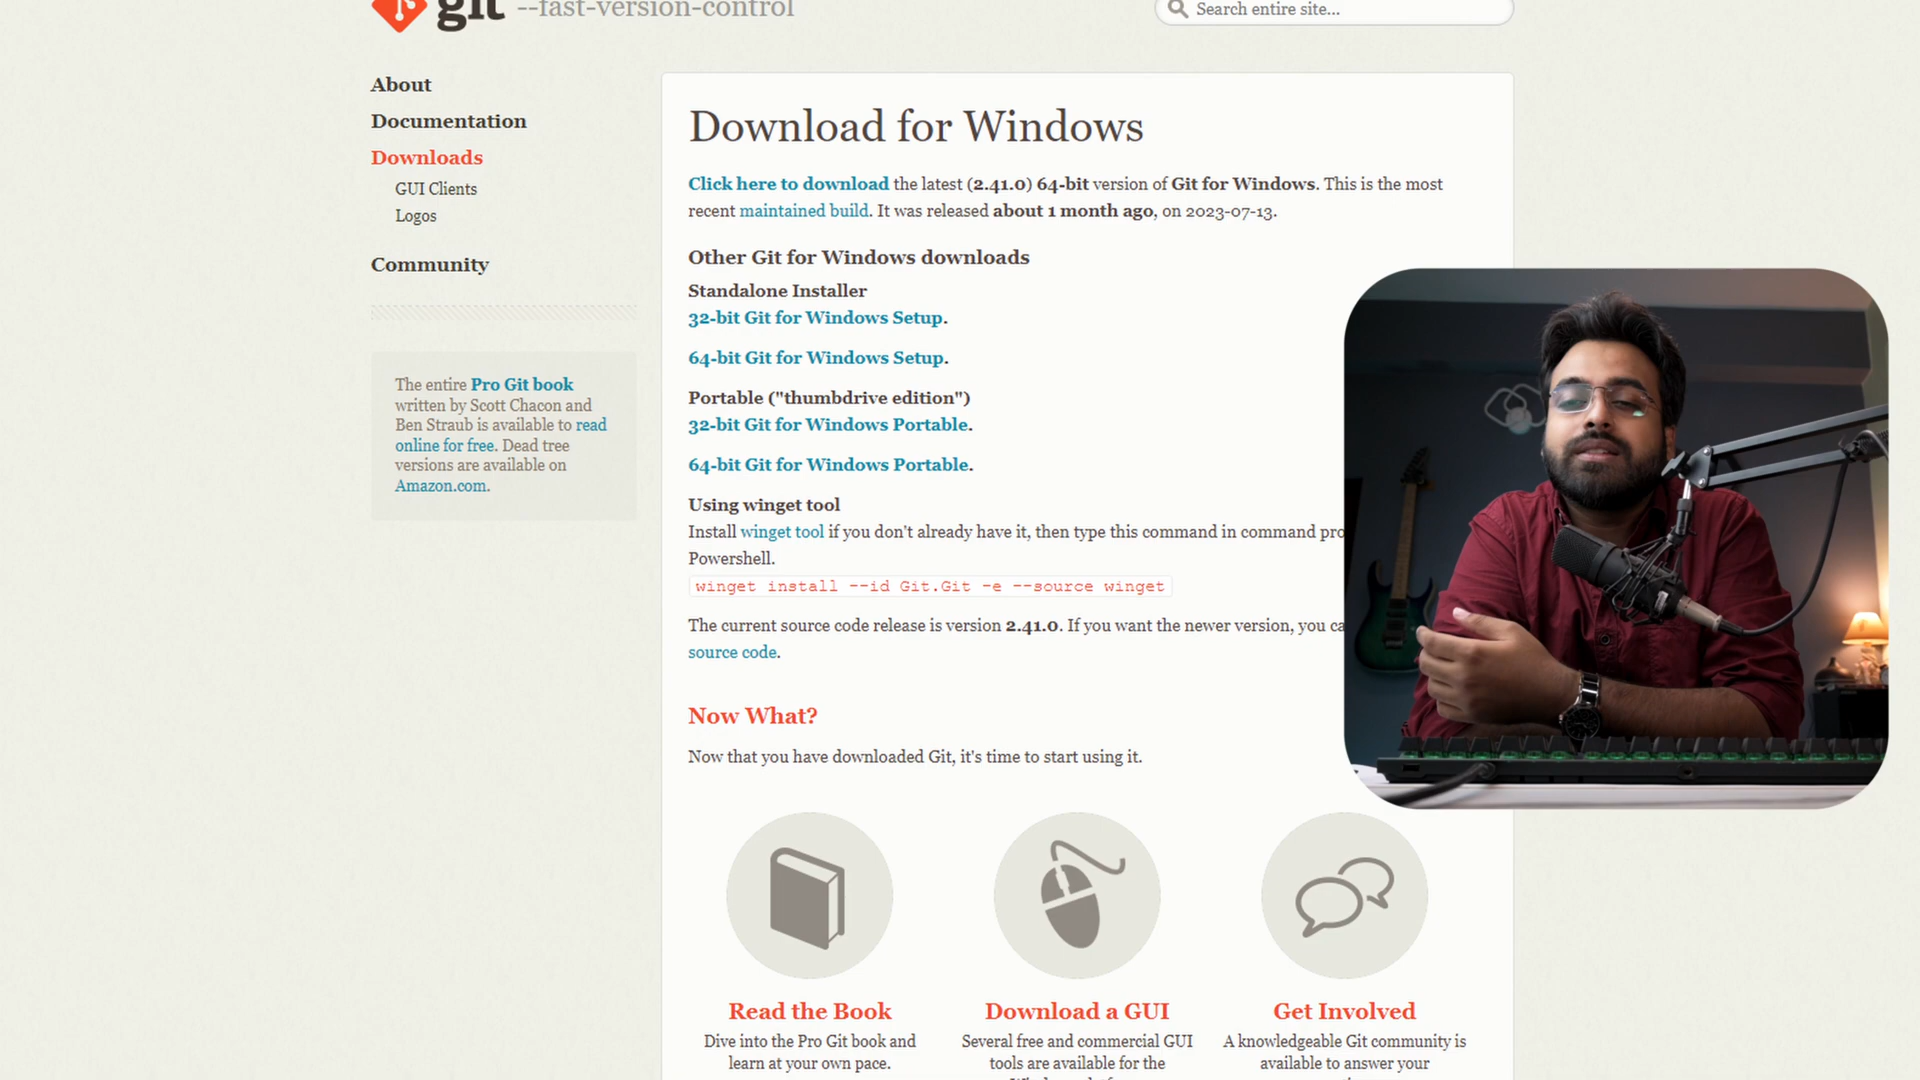 git --fast-version-control
Search entire site...
About
Documentation
Downloads
GUI Clients
Logos
Community
The entire Pro Git book
written by Scott Chacon and
Ben Straub is available to read
online for free. Dead tree
versions are available on
Amazon.com.
Download for Windows
Click here to download the latest (2.41.0) 64-bit version of Git for Windows. This is the most
recent maintained build. It was released about 1 month ago, on 2023-07-13.
Other Git for Windows downloads
Standalone Installer
32-bit Git for Windows Setup.
64-bit Git for Windows Setup.
Portable ("thumbdrive edition")
32-bit Git for Windows Portable.
64-bit Git for Windows Portable.
Using winget tool
Install winget tool if you don't already have it, then type this command in command pro
Powershell.
winget install --id Git.Git -e --source winget
The current source code release is version 2.41.0. If you want the newer version, you ca
source code.
Now What?
Now that you have downloaded Git, it's time to start using it.
Read the Book
Dive into the Pro Git book and
learn at your own pace.
Download a GUI
Several free and commercial GUI
tools are available for the
Get Involved
A knowledgeable Git community is
available to answer your